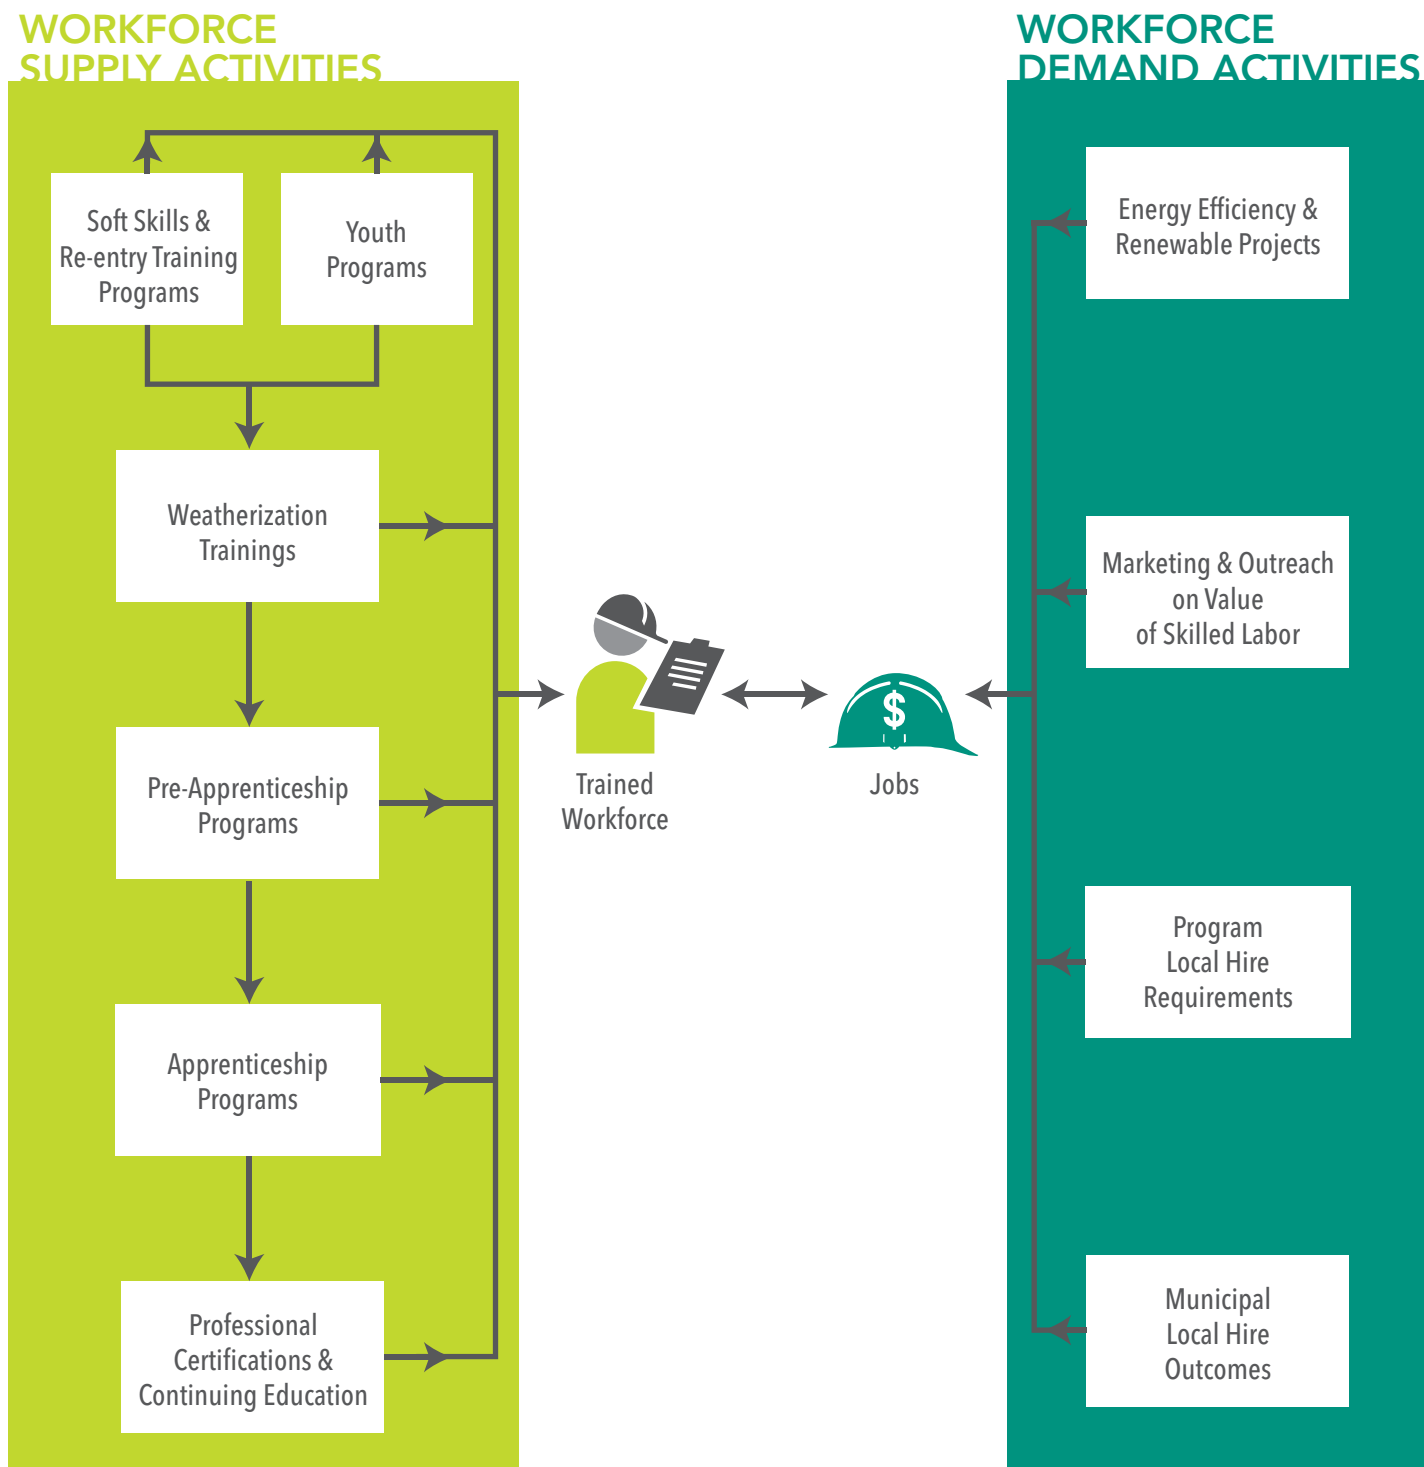 WORKFORCE
SUPPLY ACTIVITIES
Soft Skills &
Re-entry Training
Programs
Youth
Programs
Weatherization
Trainings
Pre-Apprenticeship
Programs
Apprenticeship
Programs
Professional
Certifications &
Continuing Education
Trained
Workforce
$
Jobs
WORKFORCE
DEMAND ACTIVITIES
Energy Efficiency &
Renewable Projects
Marketing & Outreach
on Value
of Skilled Labor
Program
Local Hire
Requirements
Municipal
Local Hire
Outcomes